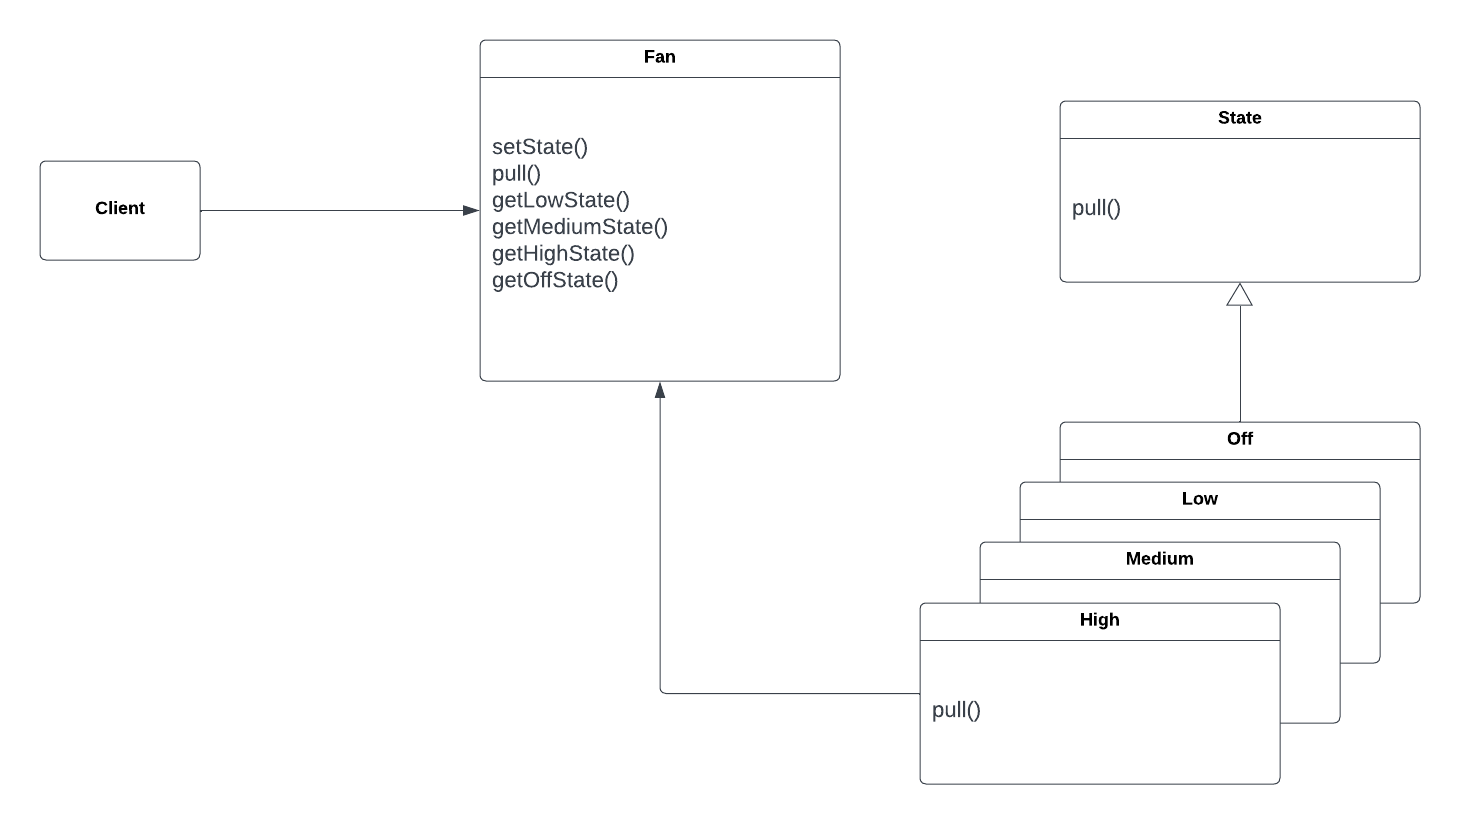 Client
Fan
setState()
pull()
getLowState()
getMediumState()
getHighState()
getOffState()
State
pull()
Off
Low
Medium
High
pull()